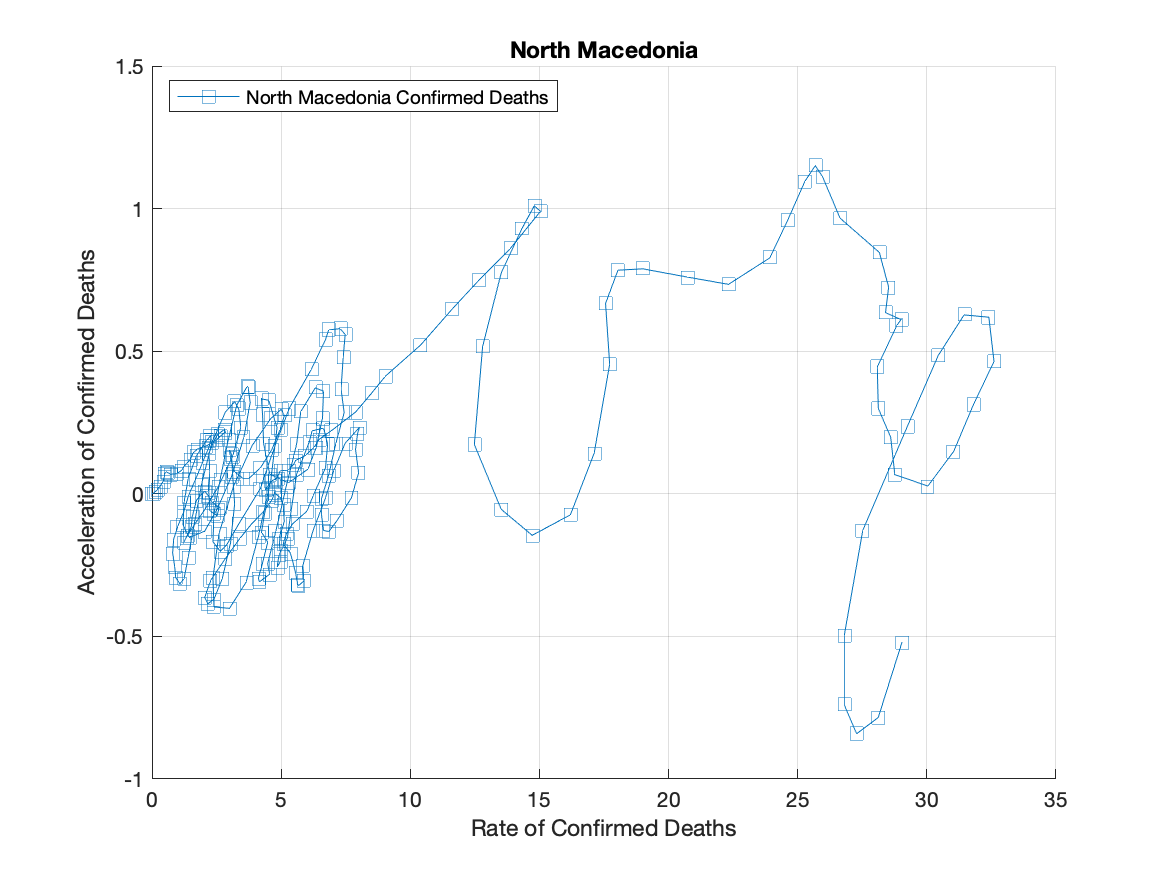 North Macedonia
North Macedonia Confirmed Deaths
1.5
1
0.5
0
-0.5
-1
Acceleration of Confirmed Deaths
0 5 10 15 20 25 30 35
Rate of Confirmed Deaths